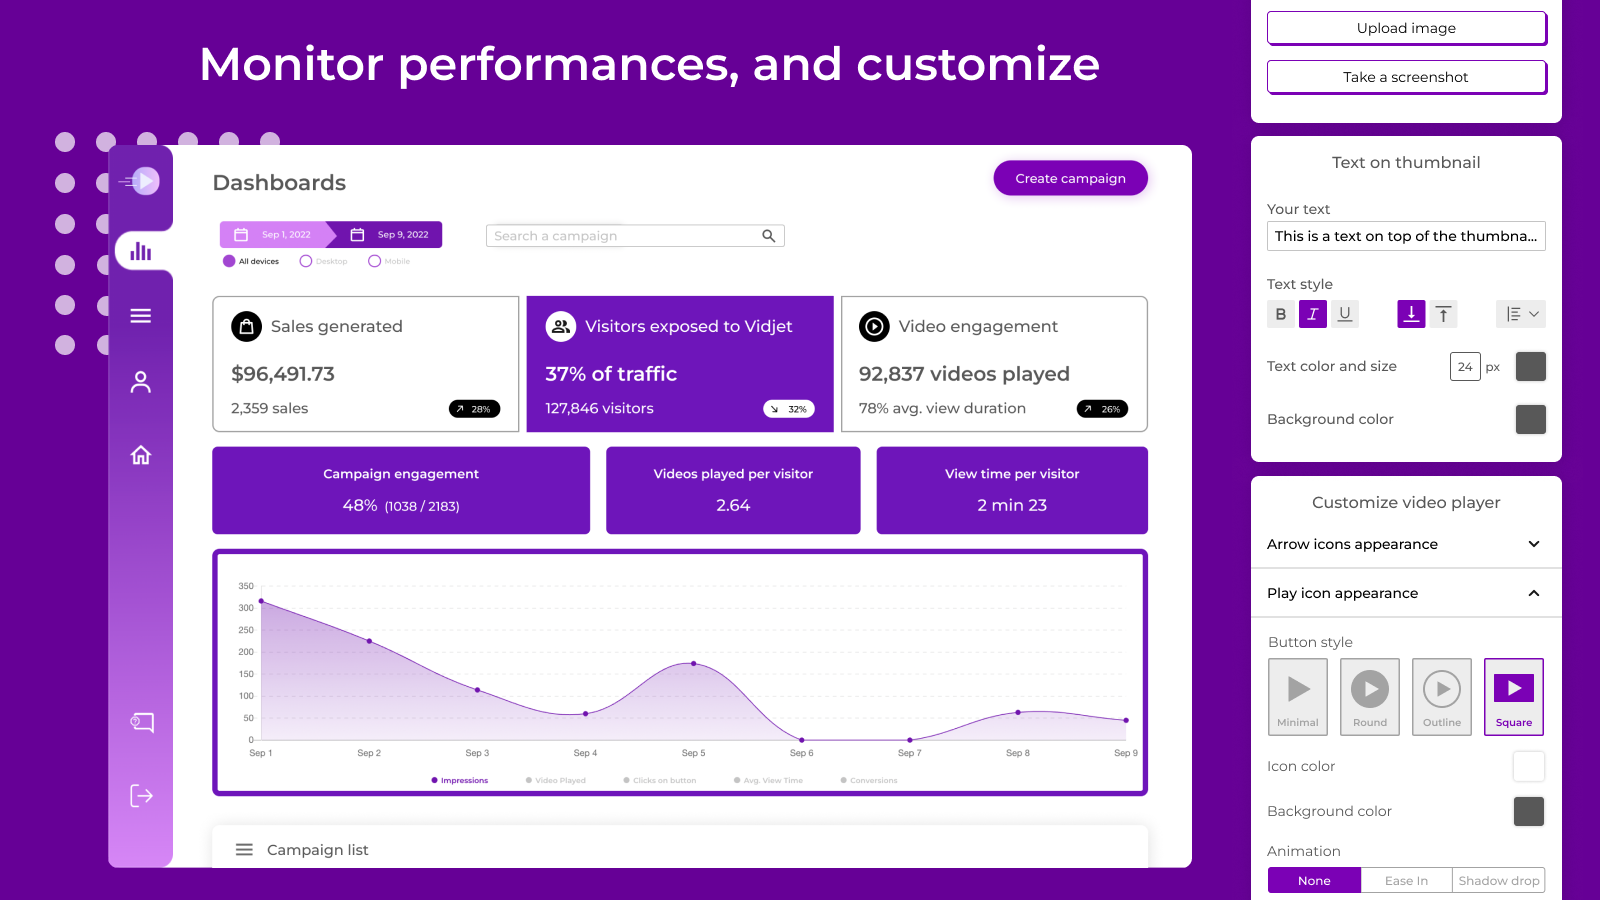 Monitor performances, and customize
Dashboards
Create campaign
Sep 1, 2022
Sep 9, 2022
Search a campaign
All devices
Desktop
Mobile
Sales generated
$96,491.73
2,359 sales
28%
Visitors exposed to Vidjet
37% of traffic
127,846 visitors
32%
Video engagement
92,837 videos played
78% avg. view duration
26%
Campaign engagement
48% (1038 / 2183)
Videos played per visitor
2.64
View time per visitor
2 min 23
350
300
250
200
150
100
50
0
Sep 1
Sep 2
Sep 3
Sep 4
Sep 5
Sep 6
Sep 7
Sep 8
Sep 9
Impressions
Video Played
Clicks on button
Avg. View Time
Conversions
Campaign list
Upload image
Take a screenshot
Text on thumbnail
Your text
This is a text on top of the thumbna...
Text style
B I U
Text color and size
24 px
Background color
Customize video player
Arrow icons appearance
Play icon appearance
Button style
Minimal
Round
Outline
Square
Icon color
Background color
Animation
None
Ease In
Shadow drop